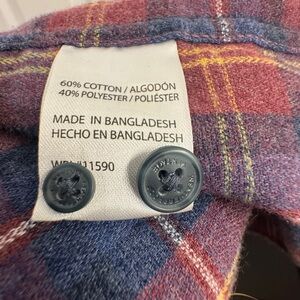 60% COTTON / ALGODÓN
40% POLYESTER / POLIÉSTER
MADE IN BANGLADESH
HECHO EN BANGLADESH